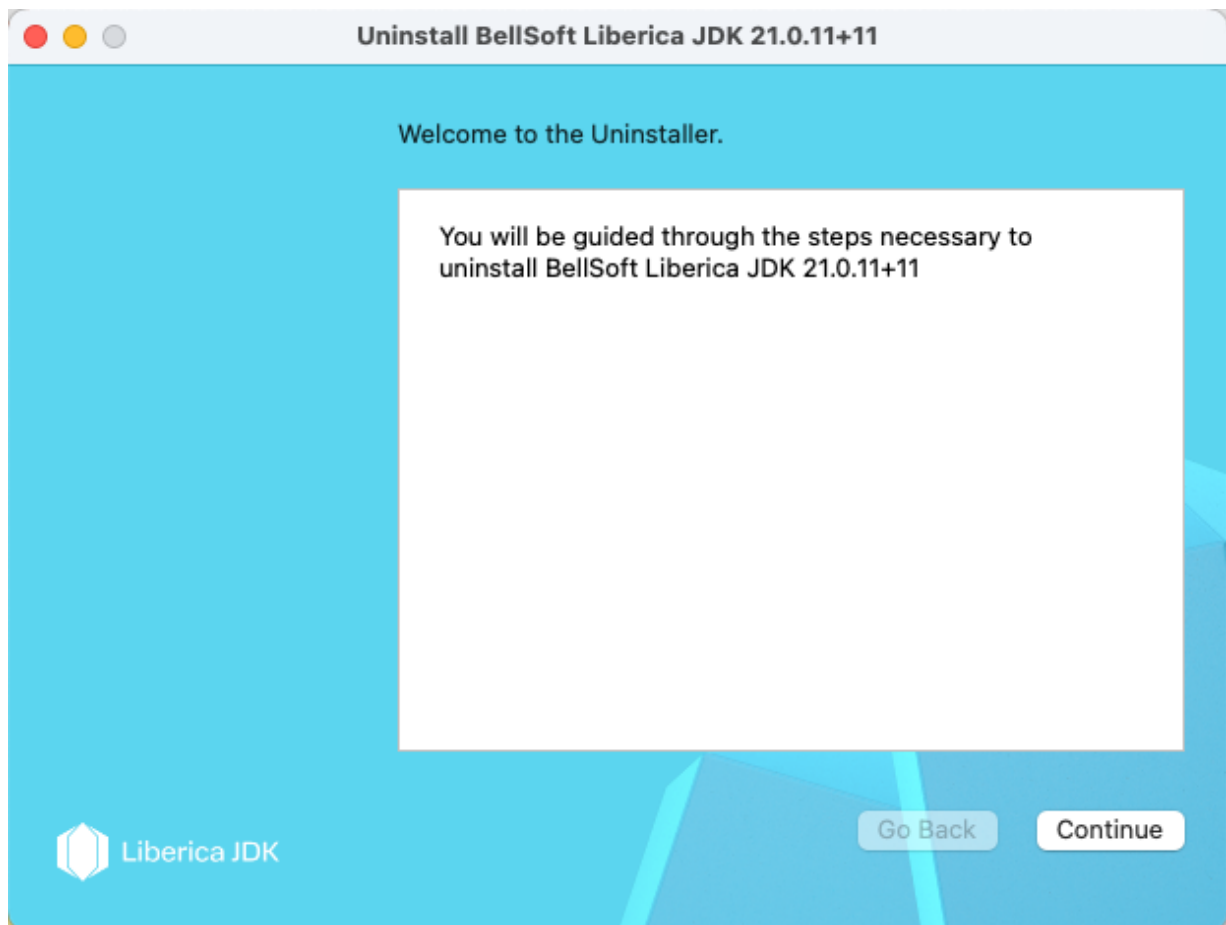 Uninstall BellSoft Liberica JDK 21.0.11+11
Welcome to the Uninstaller.
You will be guided through the steps necessary to
uninstall BellSoft Liberica JDK 21.0.11+11
Go Back
Continue
Liberica JDK